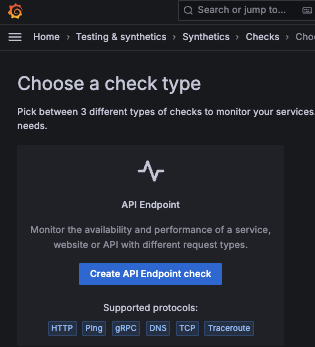 Search or jump to...
Home › Testing & synthetics › Synthetics › Checks › Choo
Choose a check type
Pick between 3 different types of checks to monitor your services
needs.
API Endpoint
Monitor the availability and performance of a service,
website or API with different request types.
Create API Endpoint check
Supported protocols:
HTTP Ping gRPC DNS TCP Traceroute